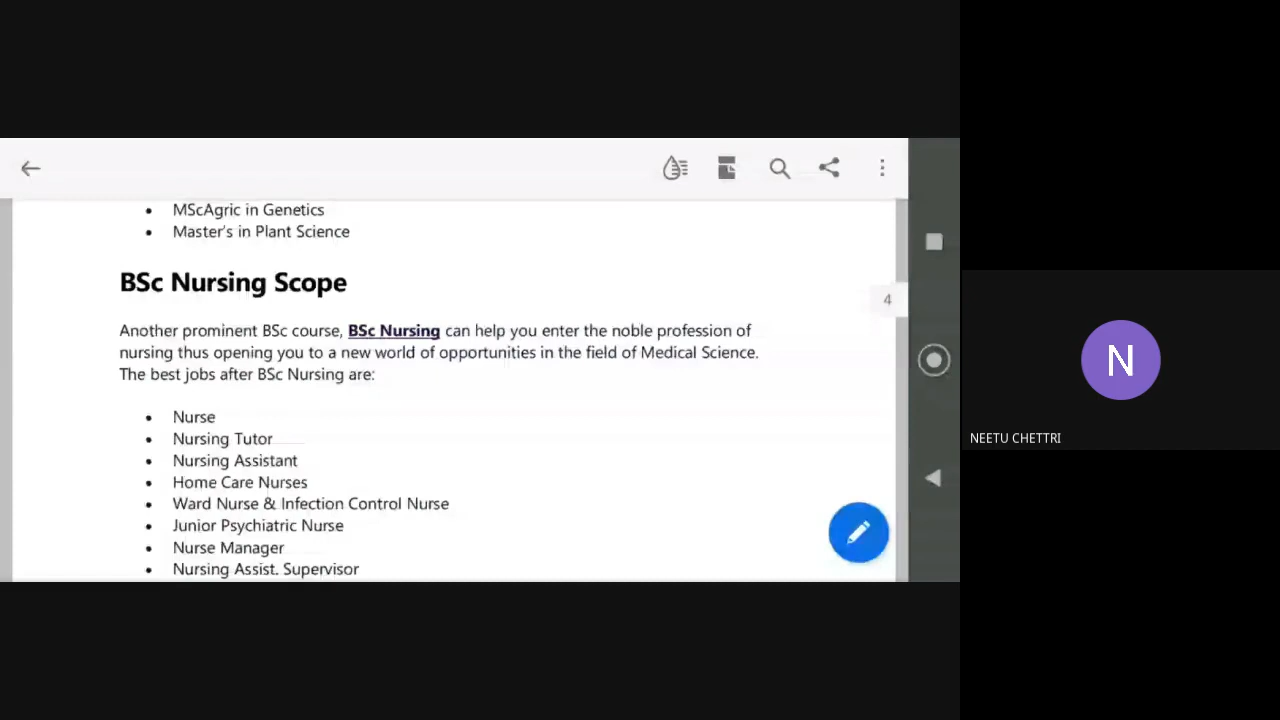 MScAgric in Genetics
Master's in Plant Science
BSc Nursing Scope
4
Another prominent BSc course, BSc Nursing can help you enter the noble profession of
nursing thus opening you to a new world of opportunities in the field of Medical Science.
The best jobs after BSc Nursing are:
Nurse
Nursing Tutor
Nursing Assistant
Home Care Nurses
Ward Nurse & Infection Control Nurse
Junior Psychiatric Nurse
Nurse Manager
Nursing Assist. Supervisor
N
NEETU CHETTRI